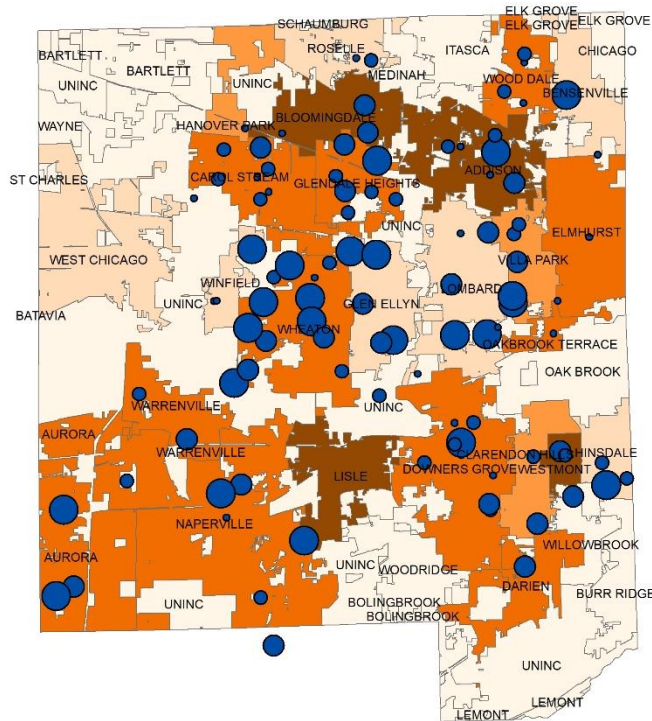 ELK GROVE
SCHAUMBURG
ELK GROVE
ELK GROVE
ROSELLE
ITASCA
CHICAGO
BARTLETT
BARTLETT
MEDINAH
WOOD DALE
UNINC
UNINC
BENSENVILLE
BLOOMINGDALE
WAYNE
HANOVER PARK
ADDISON
ST CHARLES
CAROL STREAM
GLENDALE HEIGHTS
UNINC
ELMHURST
WEST CHICAGO
VILLA PARK
WINFIELD
LOMBARD
UNINC
GLEN ELLYN
BATAVIA
WHEATON
OAKBROOK TERRACE
OAK BROOK
UNINC
WARRENVILLE
AURORA
WARRENVILLE
CLARENDON HILLS
HINSDALE
DOWNERS GROVE
WESTMONT
LISLE
NAPERVILLE
WILLOWBROOK
AURORA
UNINC
WOODRIDGE
DARIEN
BURR RIDGE
UNINC
BOLINGBROOK
BOLINGBROOK
UNINC
LEMONT
LEMONT